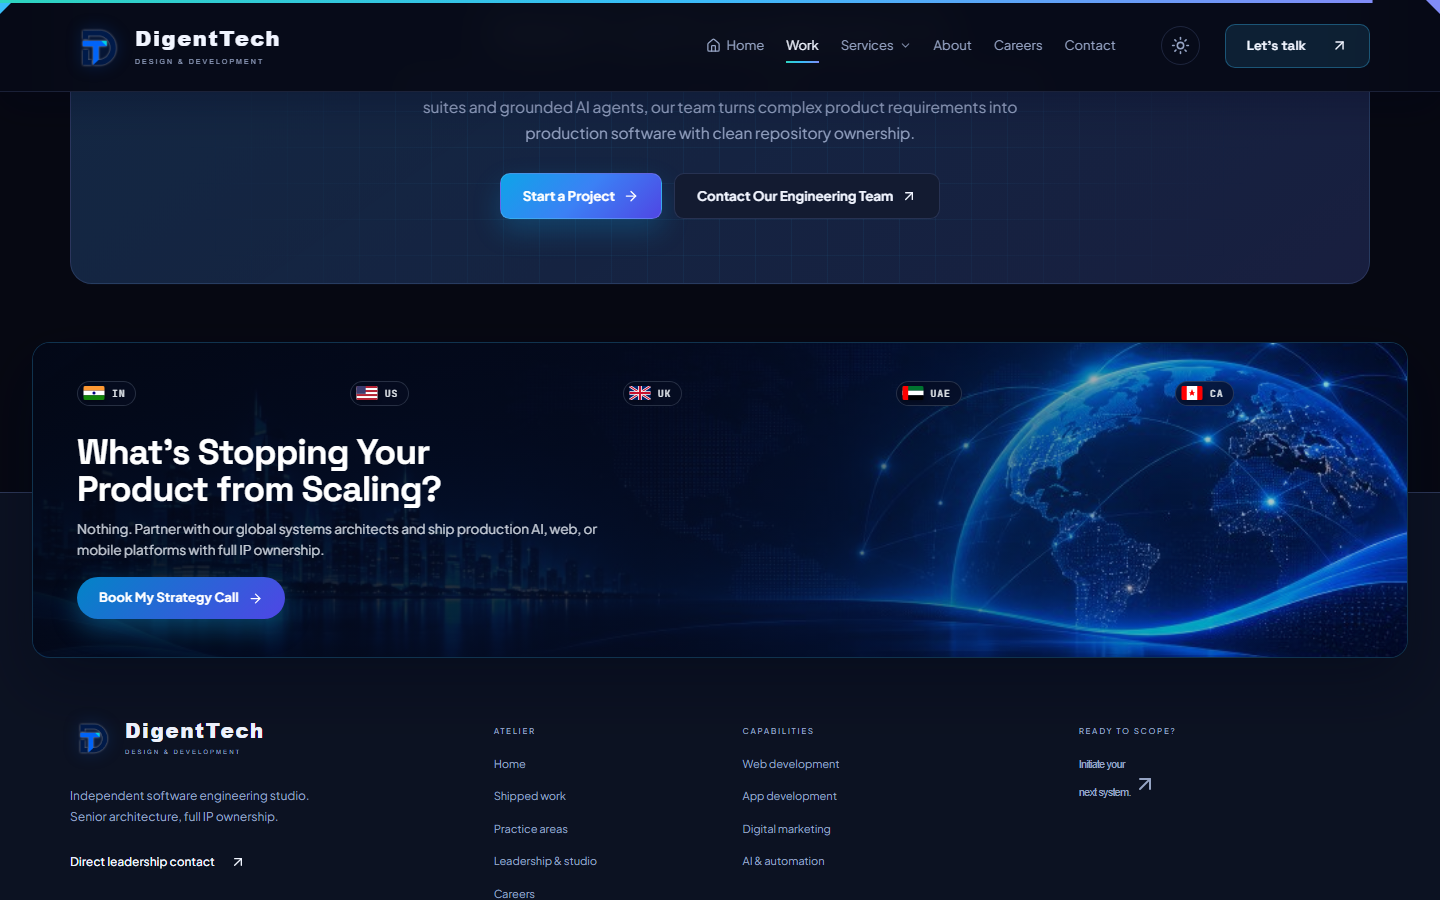 DigentTech
DESIGN & DEVELOPMENT
Home
Work
Services
About
Careers
Contact
Let's talk
suites and grounded AI agents, our team turns complex product requirements into
production software with clean repository ownership.
Start a Project
Contact Our Engineering Team
IN
US
UK
UAE
CA
What's Stopping Your
Product from Scaling?
Nothing. Partner with our global systems architects and ship production AI, web, or
mobile platforms with full IP ownership.
Book My Strategy Call
DigentTech
DESIGN & DEVELOPMENT
Independent software engineering studio.
Senior architecture, full IP ownership.
Direct leadership contact
ATELIER
Home
Shipped work
Practice areas
Leadership & studio
Careers
CAPABILITIES
Web development
App development
Digital marketing
AI & automation
READY TO SCOPE?
Initiate your
next system.